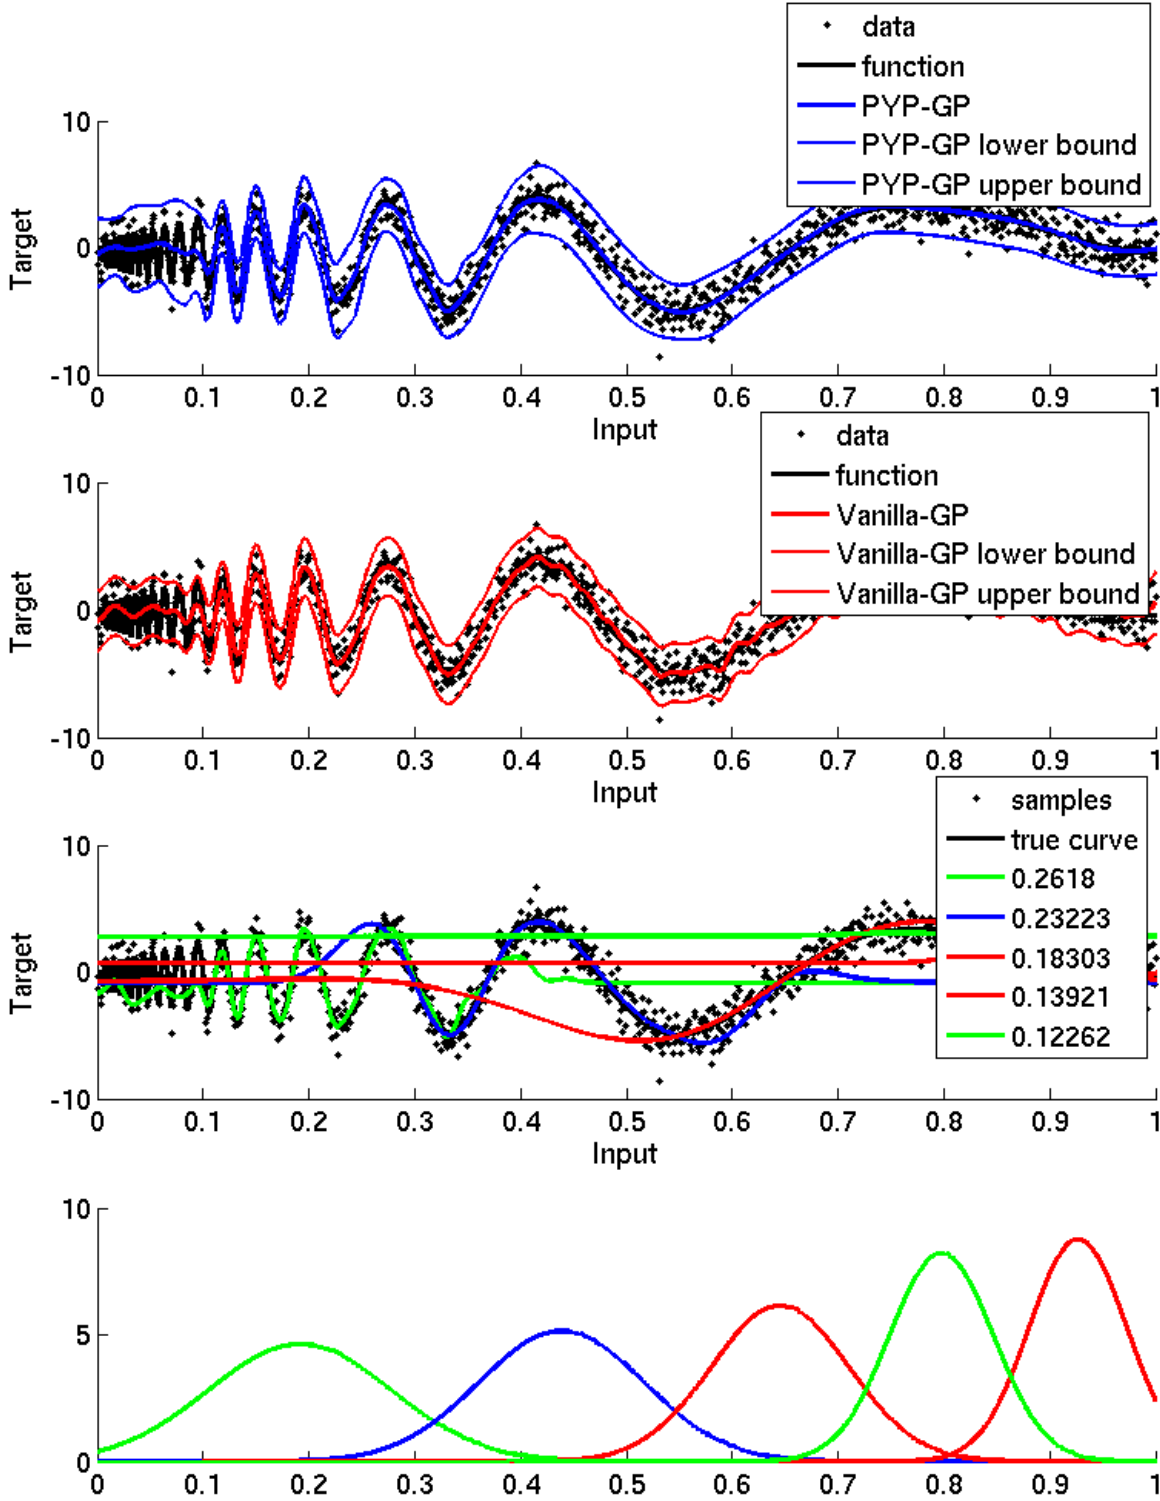 data
function
PYP-GP
PYP-GP lower bound
PYP-GP upper bound
10
0
-10
Target
0 0.1 0.2 0.3 0.4 0.5 0.6 0.7 0.8 0.9 1
Input
data
function
Vanilla-GP
Vanilla-GP lower bound
Vanilla-GP upper bound
10
0
-10
Target
0 0.1 0.2 0.3 0.4 0.5 0.6 0.7 0.8 0.9 1
Input
samples
true curve
0.2618
0.23223
0.18303
0.13921
0.12262
10
0
-10
Target
0 0.1 0.2 0.3 0.4 0.5 0.6 0.7 0.8 0.9 1
Input
10
5
0
0 0.1 0.2 0.3 0.4 0.5 0.6 0.7 0.8 0.9 1